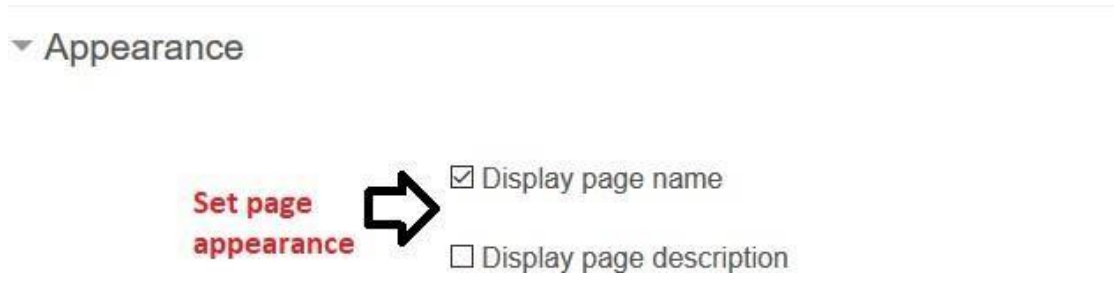 Appearance
Display page name
Set page
appearance
Display page description